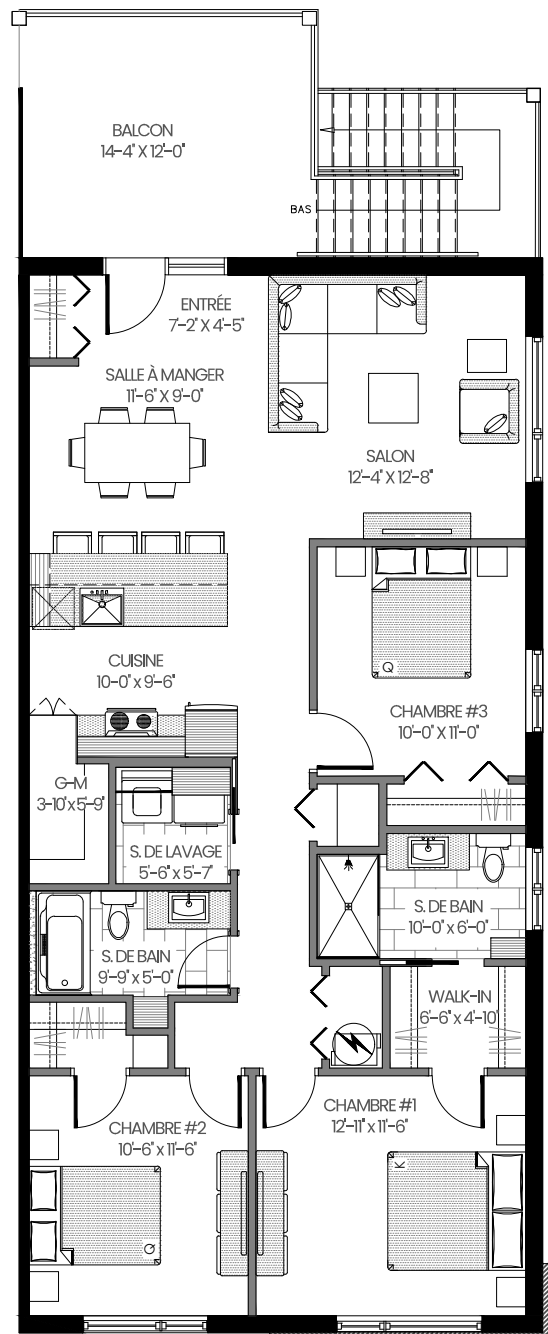 BALCON
14'-4" X 12'-0"
BAS
ENTRÉE
7'-2" X 4'-5"
SALLE À MANGER
11'-6" X 9'-0"
SALON
12'-4" X 12'-8"
CUISINE
10'-0" X 9'-6"
Q
CHAMBRE #3
10'-0" X 11'-0"
G-M
3'-10" x 5'-9"
S. DE LAVAGE
5'-6" x 5'-7"
S. DE BAIN
10'-0" x 6'-0"
S. DE BAIN
9'-9" x 5'-0"
WALK-IN
6'-6" x 4'-10"
CHAMBRE #1
12'-11" x 11'-6"
CHAMBRE #2
10'-6" x 11'-6"
K
Q